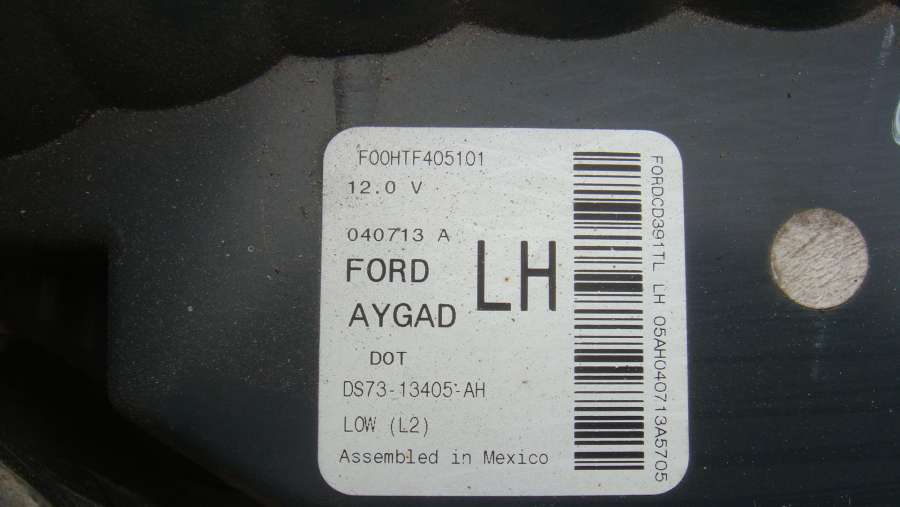 F00HTF405101
12.0 V
040713 A
FORD
LH
AYGAD
DOT
DS73-13405-AH
LOW (L2)
Assembled in Mexico
FORDCD391TL LH 05AH040713A5705